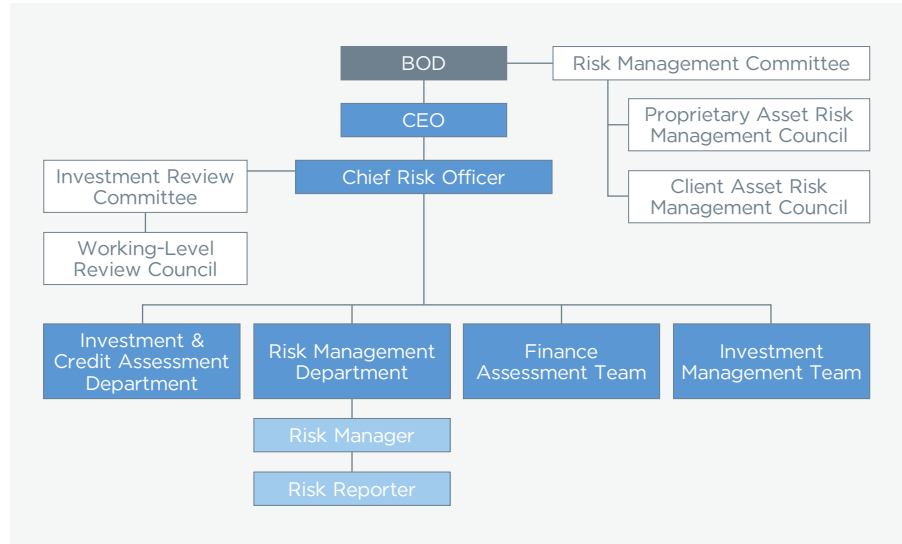 BOD
Risk Management Committee
CEO
Proprietary Asset Risk
Management Council
Chief Risk Officer
Investment Review
Committee
Client Asset Risk
Management Council
Working-Level
Review Council
Investment &
Credit Assessment
Department
Risk Management
Department
Finance
Assessment Team
Investment
Management Team
Risk Manager
Risk Reporter